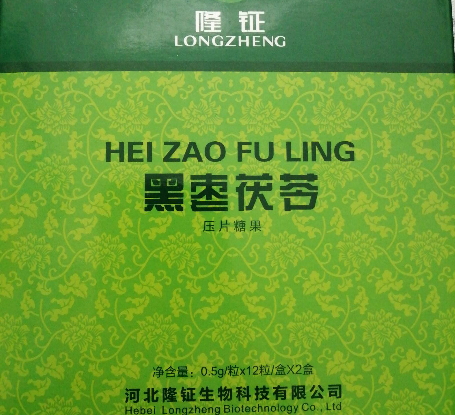 隆钲
LONGZHENG
HEI ZAO FU LING
黑枣茯苓
压片糖果
净含量：0.5g/粒x12粒/盒X2盒
河北隆钲生物科技有限公司
Hebei Longzheng Biotechnology Co., Ltd